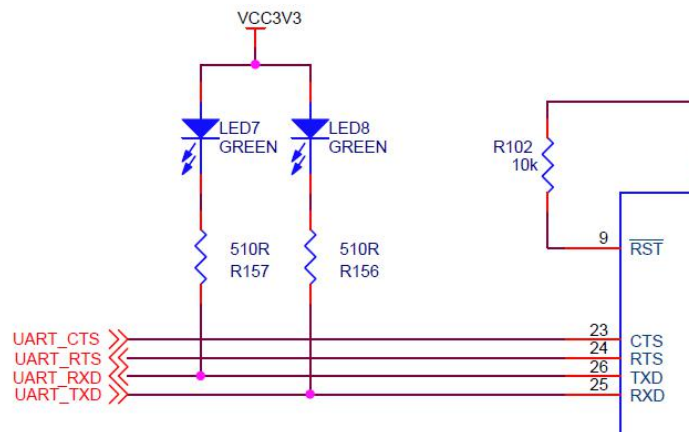 VCC3V3
LED7
GREEN
LED8
GREEN
R102
10k
510R
R157
510R
R156
9
RST
UART_CTS
23
CTS
UART_RTS
24
RTS
UART_RXD
26
TXD
UART_TXD
25
RXD